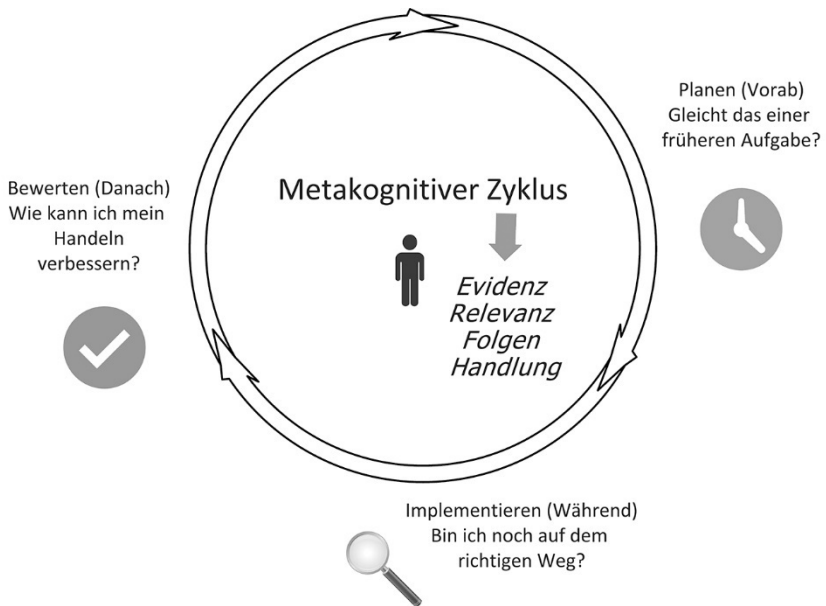 Planen (Vorab)
Gleicht das einer
früheren Aufgabe?
Bewerten (Danach)
Wie kann ich mein
Handeln
verbessern?
Metakognitiver Zyklus
Evidenz
Relevanz
Folgen
Handlung
Implementieren (Während)
Bin ich noch auf dem
richtigen Weg?